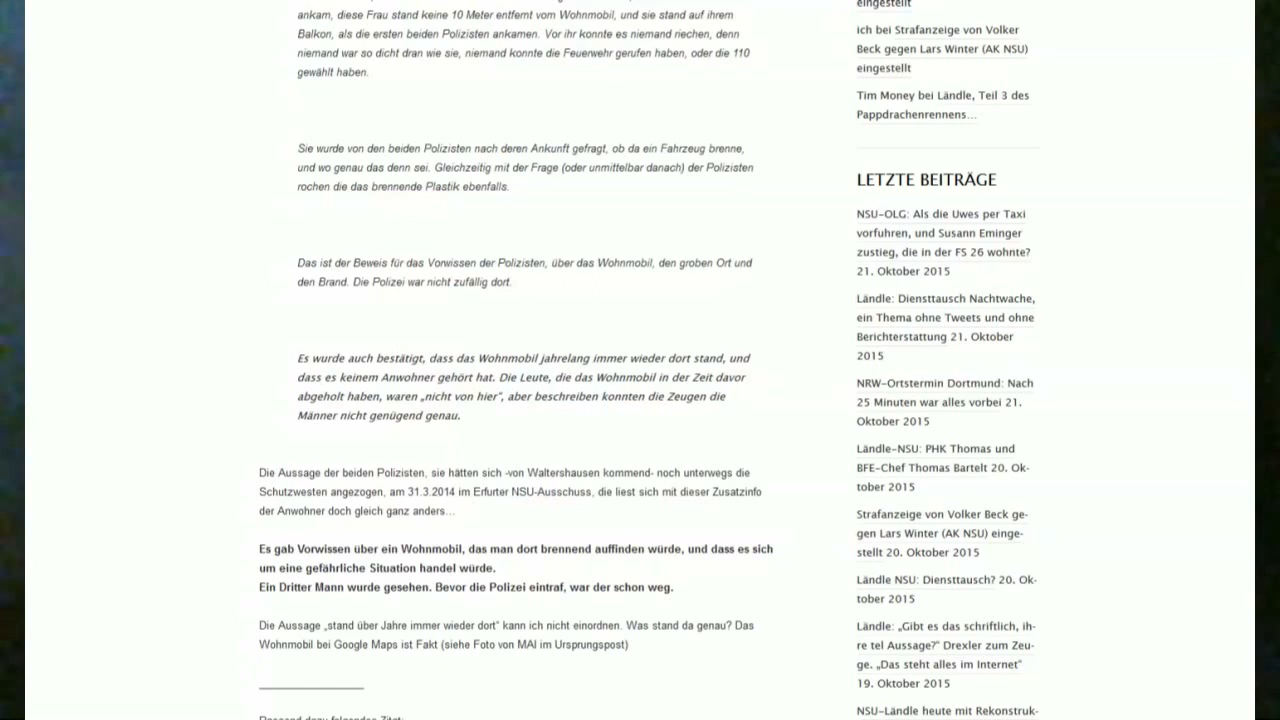 ankam, diese Frau stand keine 10 Meter entfernt vom Wohnmobil, und sie stand auf ihrem
Balkon, als die ersten beiden Polizisten ankamen. Vor ihr konnte es niemand riechen, denn
niemand war so dicht dran wie sie, niemand konnte die Feuerwehr gerufen haben, oder die 110
gewählt haben.
Sie wurde von den beiden Polizisten nach deren Ankunft gefragt, ob da ein Fahrzeug brenne,
und wo genau das denn sei. Gleichzeitig mit der Frage (oder unmittelbar danach) der Polizisten
rochen die das brennende Plastik ebenfalls.
Das ist der Beweis für das Vorwissen der Polizisten, über das Wohnmobil, den groben Ort und
den Brand. Die Polizei war nicht zufällig dort.
Es wurde auch bestätigt, dass das Wohnmobil jahrelang immer wieder dort stand, und
dass es keinem Anwohner gehört hat. Die Leute, die das Wohnmobil in der Zeit davor
abgeholt haben, waren „nicht von hier“, aber beschreiben konnten die Zeugen die
Männer nicht genügend genau.
Die Aussage der beiden Polizisten, sie hätten sich -von Waltershausen kommend- noch unterwegs die
Schutzwesten angezogen, am 31.3.2014 im Erfurter NSU-Ausschuss, die liest sich mit dieser Zusatzinfo
der Anwohner doch gleich ganz anders…
Es gab Vorwissen über ein Wohnmobil, das man dort brennend auffinden würde, und dass es sich
um eine gefährliche Situation handel würde.
Ein Dritter Mann wurde gesehen. Bevor die Polizei eintraf, war der schon weg.
Die Aussage „stand über Jahre immer wieder dort“ kann ich nicht einordnen. Was stand da genau? Das
Wohnmobil bei Google Maps ist Fakt (siehe Foto von MAI im Ursprungspost)
Passend dazu folgendes Zitat:
eingestellt
ich bei Strafanzeige von Volker
Beck gegen Lars Winter (AK NSU)
eingestellt
Tim Money bei Ländle, Teil 3 des
Pappdrachenrennens…
LETZTE BEITRÄGE
NSU-OLG: Als die Uwes per Taxi
vorfuhren, und Susann Eminger
zustieg, die in der FS 26 wohnte?
21. Oktober 2015
Ländle: Diensttausch Nachtwache,
ein Thema ohne Tweets und ohne
Berichterstattung 21. Oktober
2015
NRW-Ortstermin Dortmund: Nach
25 Minuten war alles vorbei 21.
Oktober 2015
Ländle-NSU: PHK Thomas und
BFE-Chef Thomas Bartelt 20. Ok-
tober 2015
Strafanzeige von Volker Beck ge-
gen Lars Winter (AK NSU) einge-
stellt 20. Oktober 2015
Ländle NSU: Diensttausch? 20. Ok-
tober 2015
Ländle: „Gibt es das schriftlich, ih-
re tel Aussage?“ Drexler zum Zeu-
ge. „Das steht alles im Internet“
19. Oktober 2015
NSU-Ländle heute mit Rekonstruk-